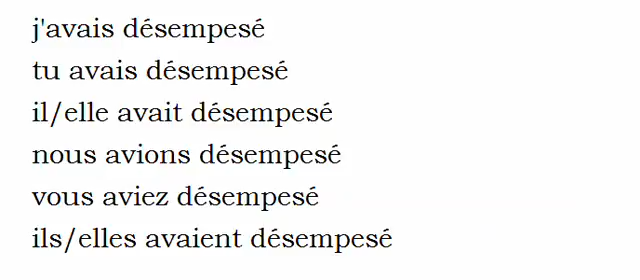 j'avais désempesé
tu avais désempesé
il/elle avait désempesé
nous avions désempesé
vous aviez désempesé
ils/elles avaient désempesé